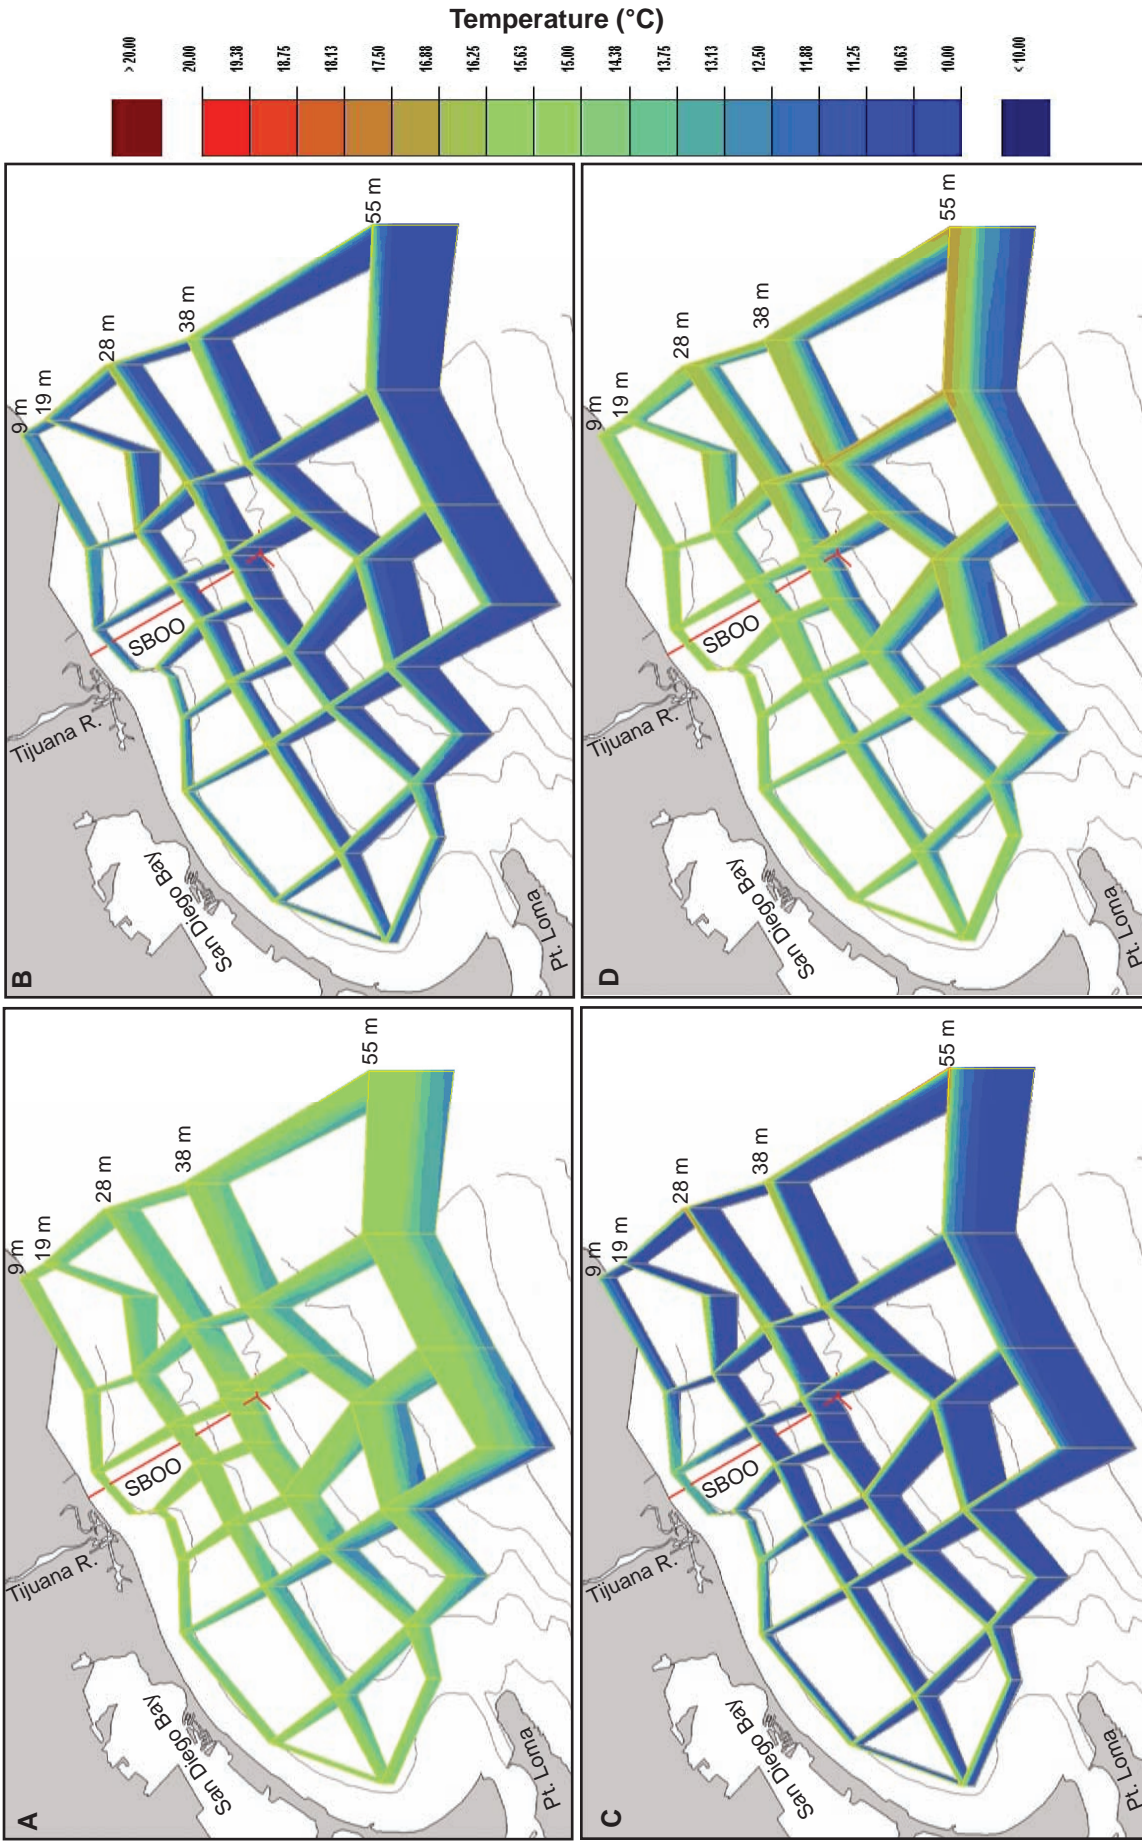 Temperature (°C)
> 20.00
20.00
19.38
18.75
18.13
17.50
16.88
16.25
15.63
15.00
14.38
13.75
13.13
12.50
11.88
11.25
10.63
10.00
< 10.00
B
9 m
19 m
28 m
38 m
55 m
SBOO
Tijuana R.
San Diego Bay
Pt. Loma
D
9 m
19 m
28 m
38 m
55 m
SBOO
Tijuana R.
San Diego Bay
Pt. Loma
A
9 m
19 m
28 m
38 m
55 m
SBOO
Tijuana R.
San Diego Bay
Pt. Loma
C
9 m
19 m
28 m
38 m
55 m
SBOO
Tijuana R.
San Diego Bay
Pt. Loma